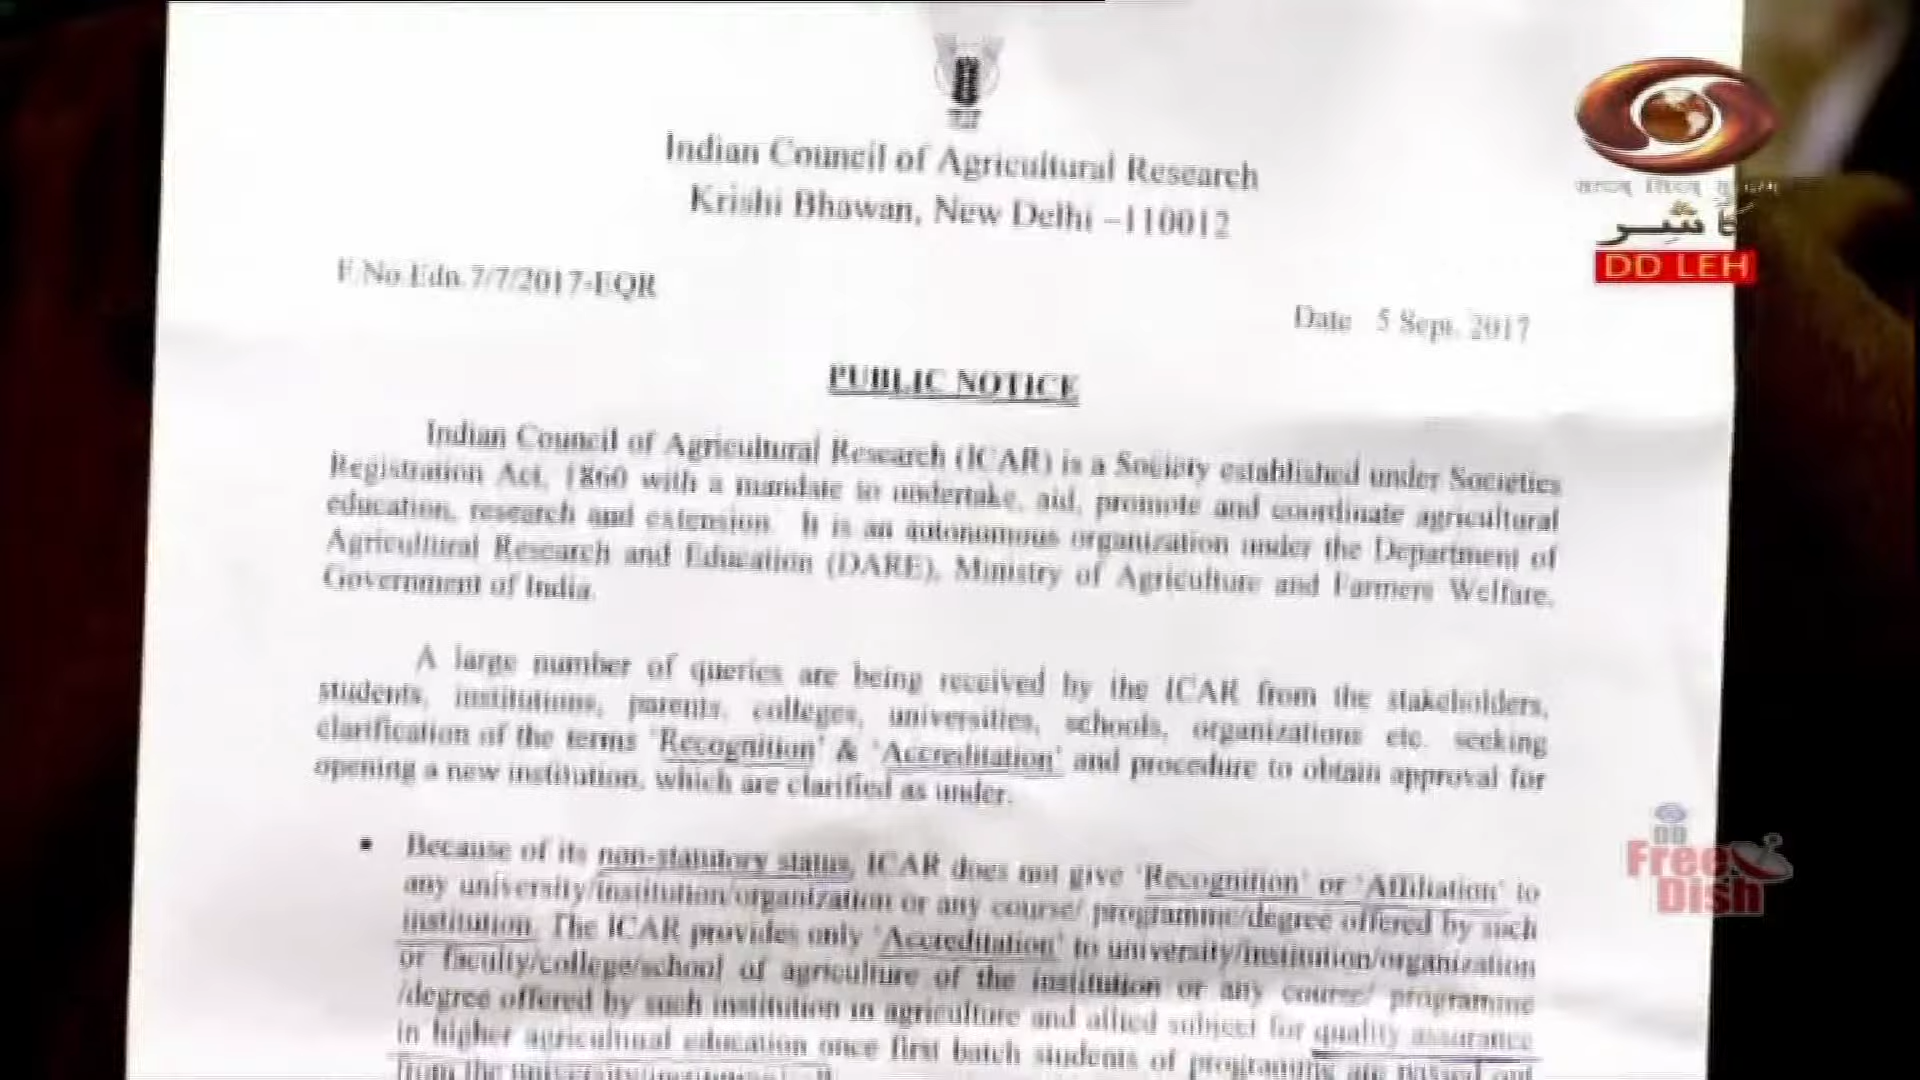 Indian Council of Agricultural Research
Krishi Bhawan, New Delhi –110012
F.No.Edn.7/7/2017-EQR
Date 5 Sept. 2017
PUBLIC NOTICE
Indian Council of Agricultural Research (ICAR) is a Society established under Societies
Registration Act, 1860 with a mandate to undertake, aid, promote and coordinate agricultural
education, research and extension. It is an autonomous organization under the Department of
Agricultural Research and Education (DARE), Ministry of Agriculture and Farmers Welfare,
Government of India.
A large number of queries are being received by the ICAR from the stakeholders,
students, institutions, parents, colleges, universities, schools, organizations etc. seeking
clarification of the terms 'Recognition' & 'Accreditation' and procedure to obtain approval for
opening a new institution, which are clarified as under.
• Because of its non-statutory status, ICAR does not give 'Recognition' or 'Affiliation' to
any university/institution/organization or any course/ programme/degree offered by such
institution. The ICAR provides only 'Accreditation' to university/institution/organization
or faculty/college/school of agriculture of the institution or any course/ programme
/degree offered by such institution in agriculture and allied subject for quality assurance
in higher agricultural education once first batch students of programme are passed out
from the university/institution
كأشِر
DD LEH
DD
Free
Dish